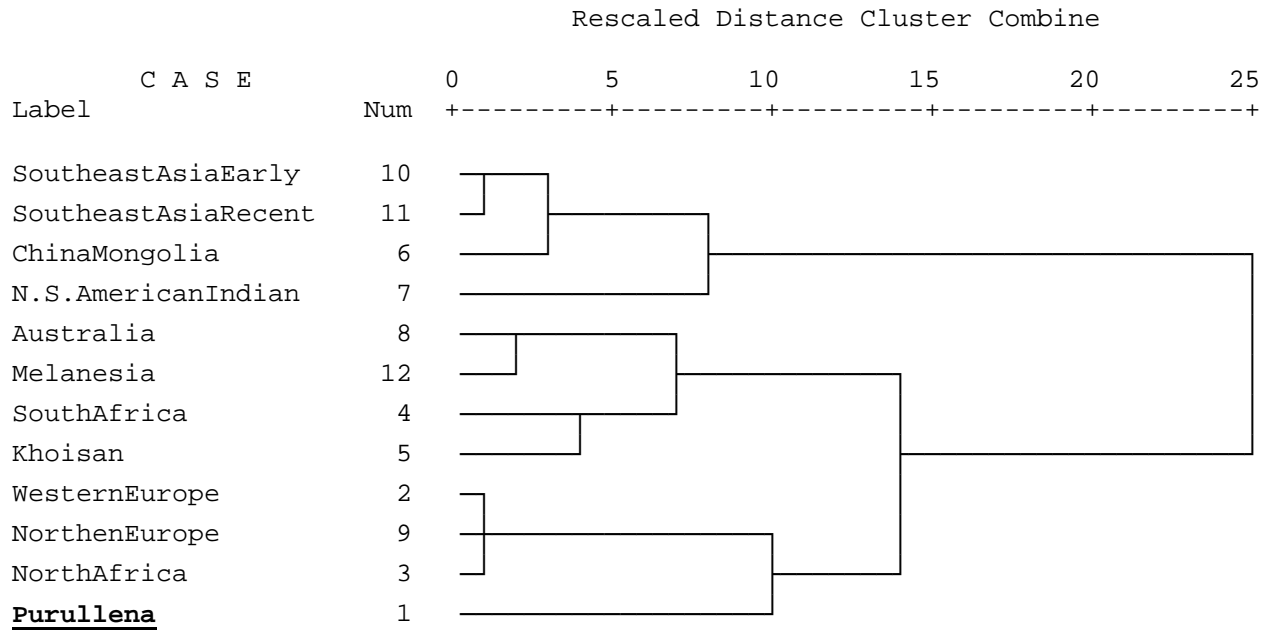 Rescaled Distance Cluster Combine
C A S E 0 5 10 15 20 25
Label Num +---------+---------+---------+---------+---------+
SoutheastAsiaEarly 10
SoutheastAsiaRecent 11
ChinaMongolia 6
N.S.AmericanIndian 7
Australia 8
Melanesia 12
SouthAfrica 4
Khoisan 5
WesternEurope 2
NorthenEurope 9
NorthAfrica 3
Purullena 1